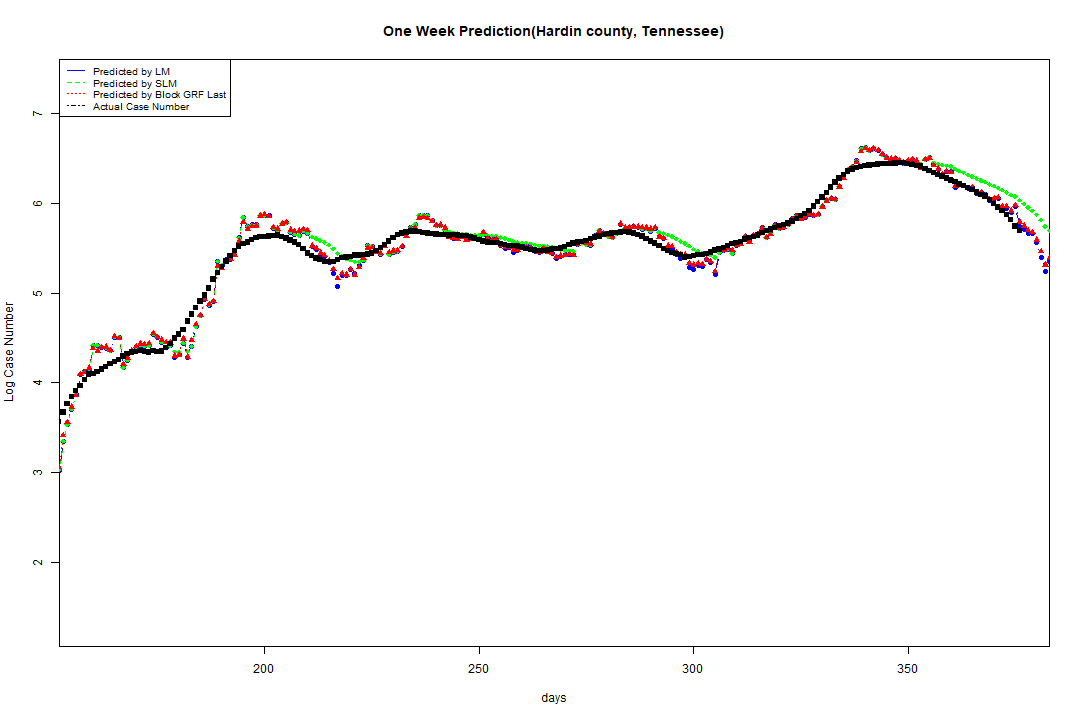 One Week Prediction(Hardin county, Tennessee)
Predicted by LM
Predicted by SLM
Predicted by Block GRF Last
Actual Case Number
7
6
5
4
3
2
Log Case Number
200 250 300 350
days